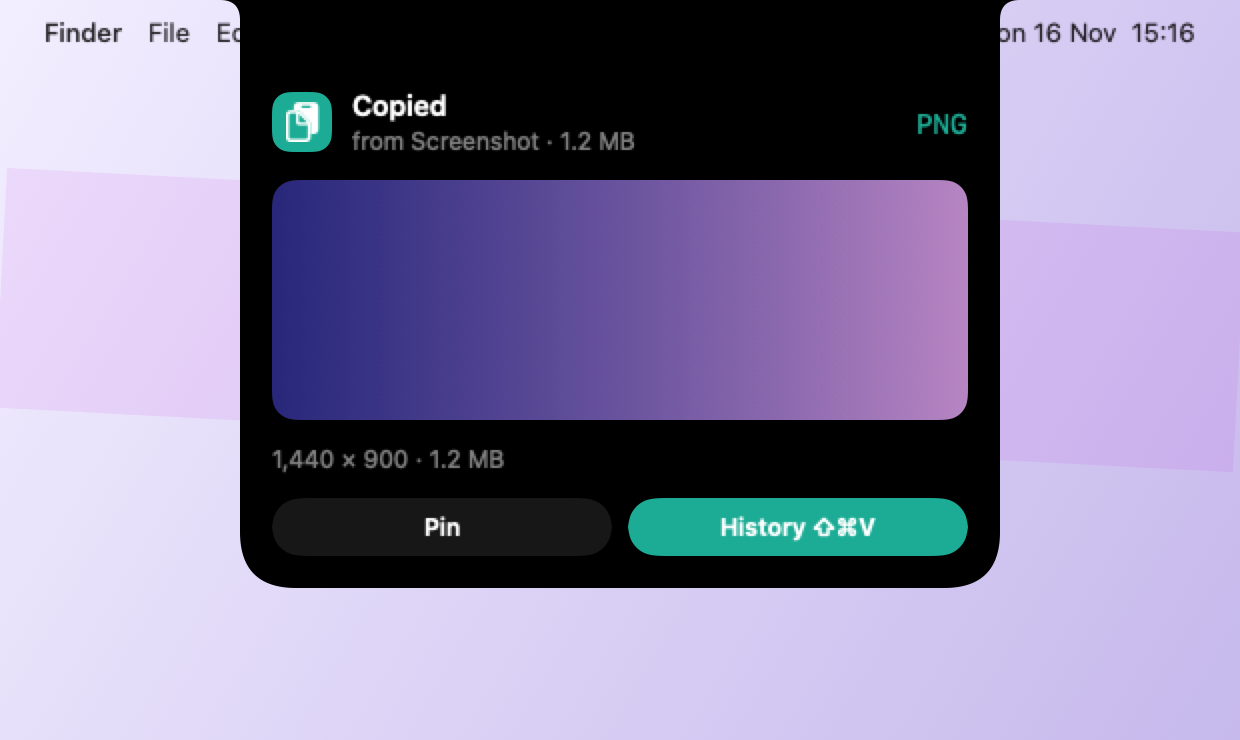 Finder File
on 16 Nov 15:16
Copied
from Screenshot · 1.2 MB
PNG
1,440 × 900 · 1.2 MB
Pin
History ⇧⌘V